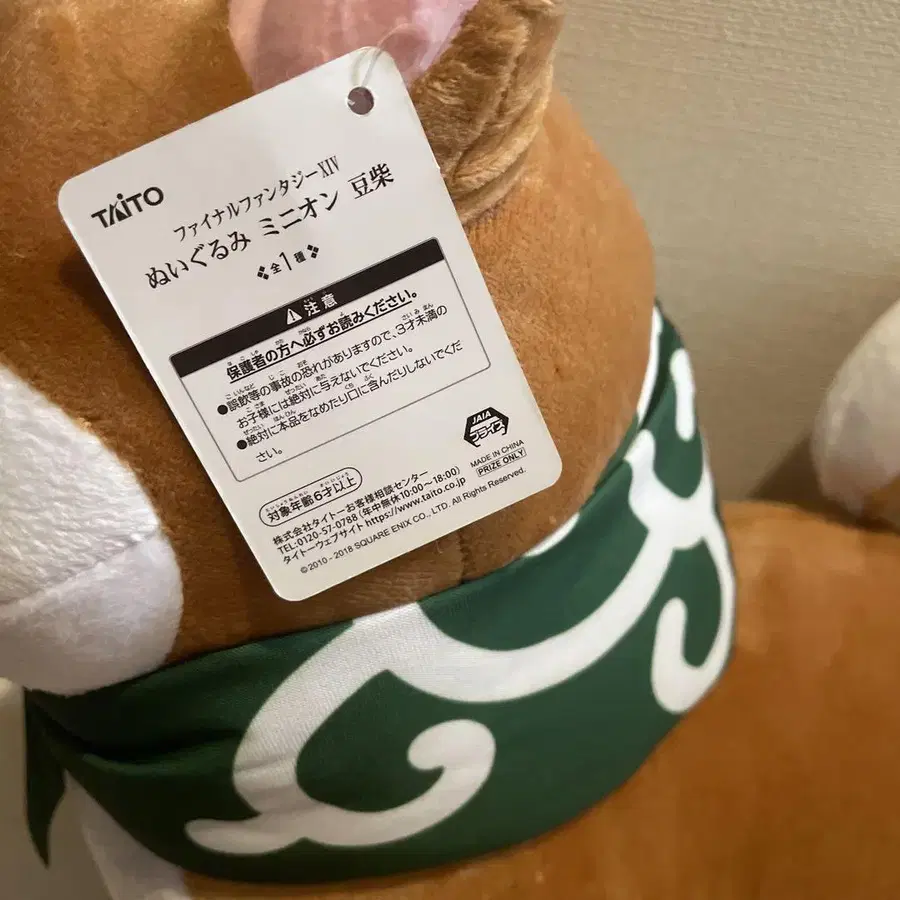 TAITO
ファイナルファンタジーXIV
ぬいぐるみ ミニオン 豆柴
全1種
注意
保護者の方へ必ずお読みください。
●誤飲等の事故の恐れがありますので、3才未満の
お子様には絶対に与えないでください。
●絶対に本品をなめたり口に含んだりしないでくだ
さい。
JAIA
プライズ
MADE IN CHINA
PRIZE ONLY
対象年齢6才以上
株式会社タイトーお客様相談センター
TEL:0120-57-0788 (年中無休10:00〜18:00)
タイトーウェブサイト https://www.taito.co.jp
©2010-2018 SQUARE ENIX CO., LTD. All Rights Reserved.